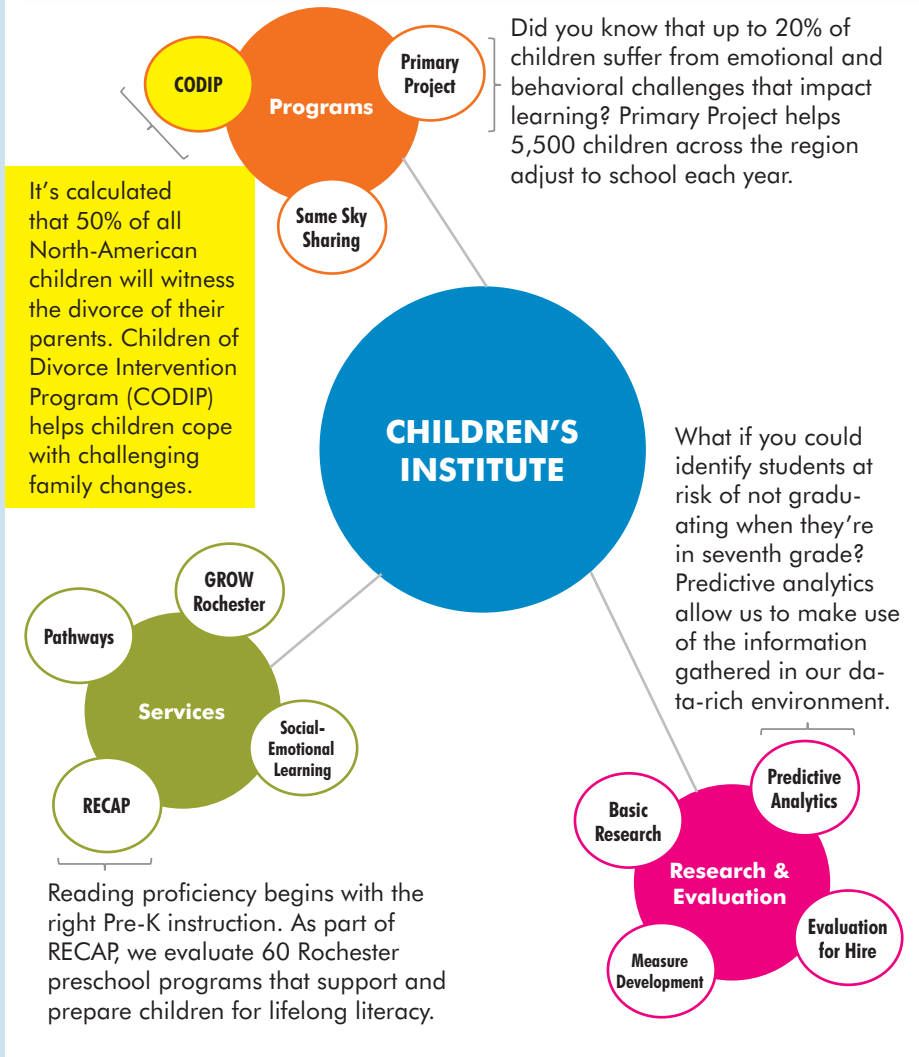 CODIP
Programs
Primary
Project
Same Sky
Sharing
Did you know that up to 20% of
children suffer from emotional and
behavioral challenges that impact
learning? Primary Project helps
5,500 children across the region
adjust to school each year.
It's calculated
that 50% of all
North-American
children will witness
the divorce of their
parents. Children of
Divorce Intervention
Program (CODIP)
helps children cope
with challenging
family changes.
CHILDREN'S
INSTITUTE
What if you could
identify students at
risk of not gradu-
ating when they're
in seventh grade?
Predictive analytics
allow us to make use
of the information
gathered in our da-
ta-rich environment.
GROW
Rochester
Pathways
Services
Social-
Emotional
Learning
RECAP
Reading proficiency begins with the
right Pre-K instruction. As part of
RECAP, we evaluate 60 Rochester
preschool programs that support and
prepare children for lifelong literacy.
Predictive
Analytics
Basic
Research
Research &
Evaluation
Evaluation
for Hire
Measure
Development